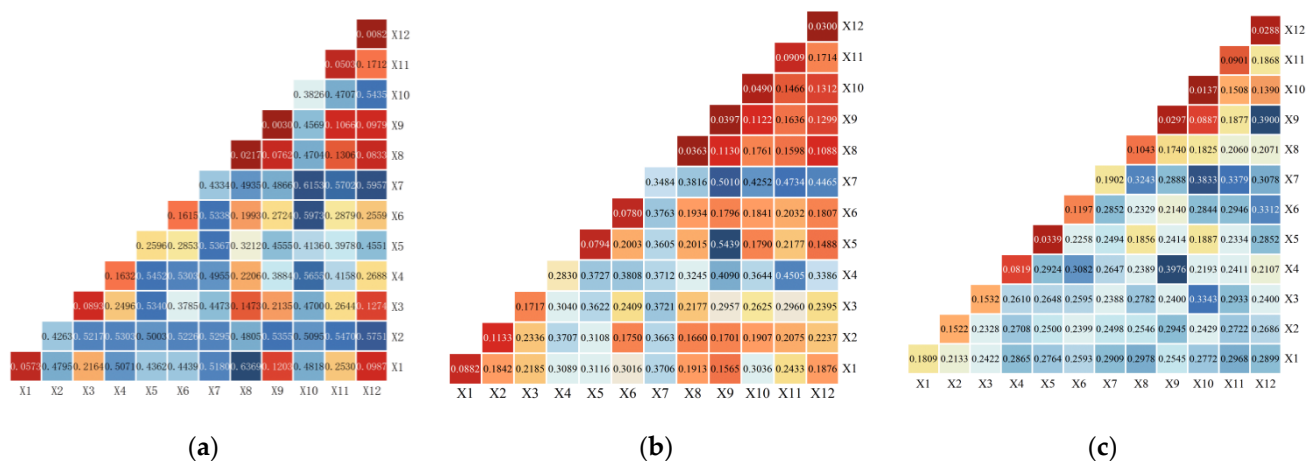 0.0082 X12
0.0503 0.1712 X11
0.3826 0.4707 0.5435 X10
0.0030 0.4569 0.1066 0.0979 X9
0.0217 0.0762 0.4704 0.1306 0.0833 X8
0.4334 0.4935 0.4866 0.6153 0.5702 0.5957 X7
0.1615 0.5338 0.1993 0.2724 0.5973 0.2879 0.2559 X6
0.2596 0.2853 0.5367 0.3212 0.4555 0.4136 0.3978 0.4551 X5
0.1632 0.5452 0.5303 0.4955 0.2206 0.3884 0.5655 0.4158 0.2688 X4
0.0893 0.2496 0.5340 0.3785 0.4473 0.1473 0.2135 0.4700 0.2644 0.1274 X3
0.4263 0.5217 0.5303 0.5003 0.5226 0.5295 0.4805 0.5355 0.5095 0.5470 0.5751 X2
0.0573 0.4795 0.2164 0.5071 0.4362 0.4439 0.5180 0.6369 0.1203 0.4818 0.2530 0.0987 X1
X1 X2 X3 X4 X5 X6 X7 X8 X9 X10 X11 X12
(a)
0.0300 X12
0.0909 0.1714 X11
0.0490 0.1466 0.1312 X10
0.0397 0.1122 0.1636 0.1299 X9
0.0363 0.1130 0.1761 0.1598 0.1088 X8
0.3484 0.3816 0.5010 0.4252 0.4734 0.4465 X7
0.0780 0.3763 0.1934 0.1796 0.1841 0.2032 0.1807 X6
0.0794 0.2003 0.3605 0.2015 0.5439 0.1790 0.2177 0.1488 X5
0.2830 0.3727 0.3808 0.3712 0.3245 0.4090 0.3644 0.4505 0.3386 X4
0.1717 0.3040 0.3622 0.2409 0.3721 0.2177 0.2957 0.2625 0.2960 0.2395 X3
0.1133 0.2336 0.3707 0.3108 0.1750 0.3663 0.1660 0.1701 0.1907 0.2075 0.2237 X2
0.0882 0.1842 0.2185 0.3089 0.3116 0.3016 0.3706 0.1913 0.1565 0.3036 0.2433 0.1876 X1
X1 X2 X3 X4 X5 X6 X7 X8 X9 X10 X11 X12
(b)
0.0288 X12
0.0901 0.1868 X11
0.0137 0.1508 0.1390 X10
0.0297 0.0887 0.1877 0.3900 X9
0.1043 0.1740 0.1825 0.2060 0.2071 X8
0.1902 0.3243 0.2888 0.3833 0.3379 0.3078 X7
0.1197 0.2852 0.2329 0.2140 0.2844 0.2946 0.3312 X6
0.0339 0.2258 0.2494 0.1856 0.2414 0.1887 0.2334 0.2852 X5
0.0819 0.2924 0.3082 0.2647 0.2389 0.3976 0.2193 0.2411 0.2107 X4
0.1532 0.2610 0.2648 0.2595 0.2388 0.2782 0.2400 0.3343 0.2933 0.2400 X3
0.1522 0.2328 0.2708 0.2500 0.2399 0.2498 0.2546 0.2945 0.2429 0.2722 0.2686 X2
0.1809 0.2133 0.2422 0.2865 0.2764 0.2593 0.2909 0.2978 0.2545 0.2772 0.2968 0.2899 X1
X1 X2 X3 X4 X5 X6 X7 X8 X9 X10 X11 X12
(c)